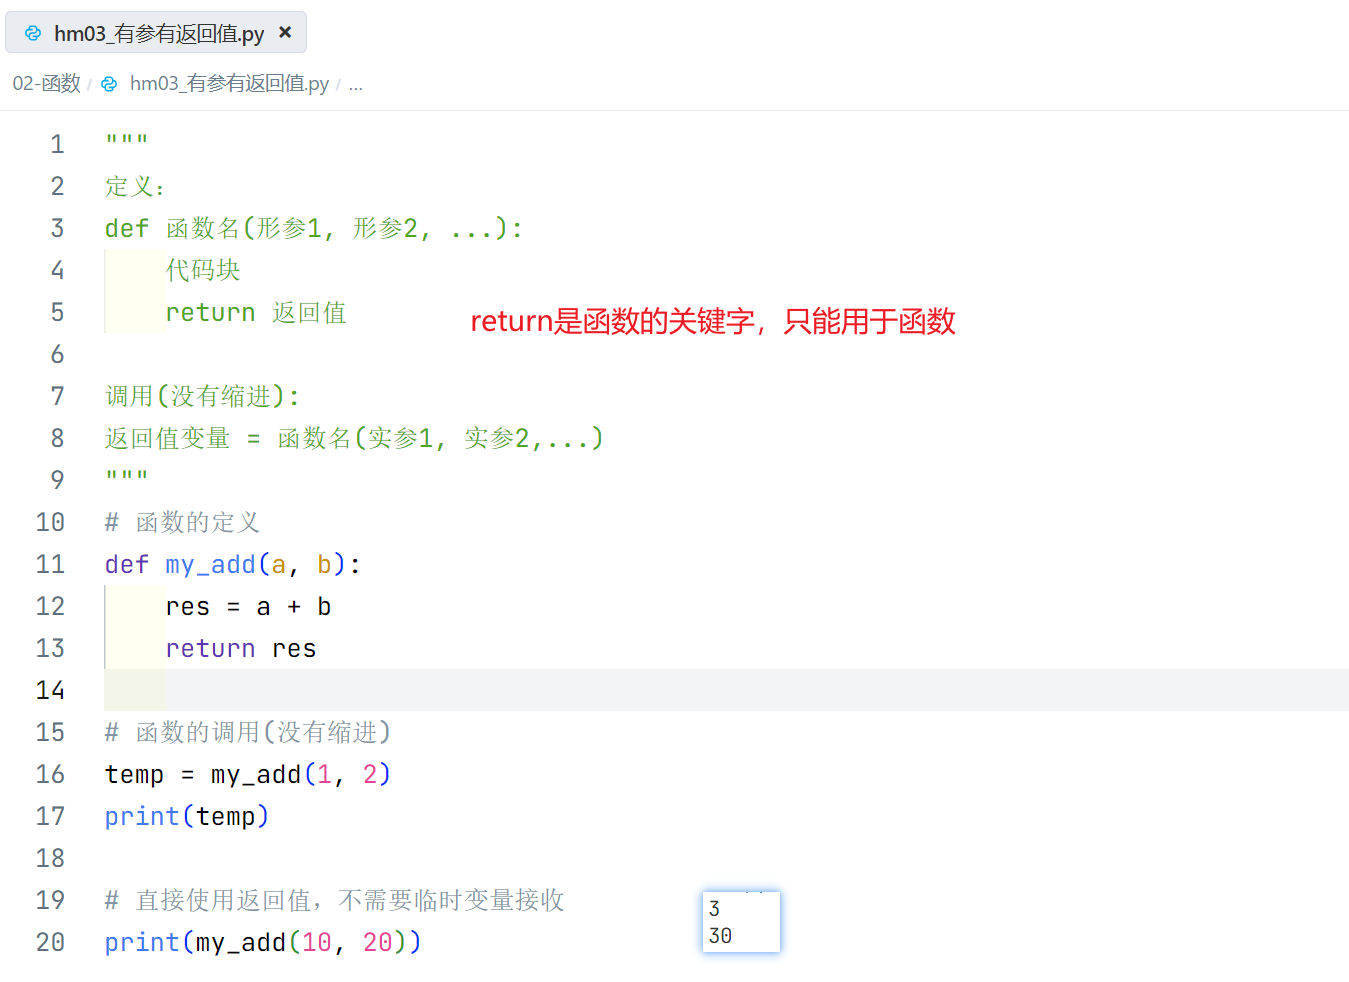 hm03_有参有返回值.py ×
02-函数 / hm03_有参有返回值.py / ...
1 """
2 定义:
3 def 函数名(形参1, 形参2, ...):
4     代码块
5     return 返回值
return是函数的关键字，只能用于函数
6
7 调用(没有缩进):
8 返回值变量 = 函数名(实参1, 实参2,...)
9 """
10 # 函数的定义
11 def my_add(a, b):
12     res = a + b
13     return res
14
15 # 函数的调用(没有缩进)
16 temp = my_add(1, 2)
17 print(temp)
18
19 # 直接使用返回值，不需要临时变量接收
20 print(my_add(10, 20))
3
30